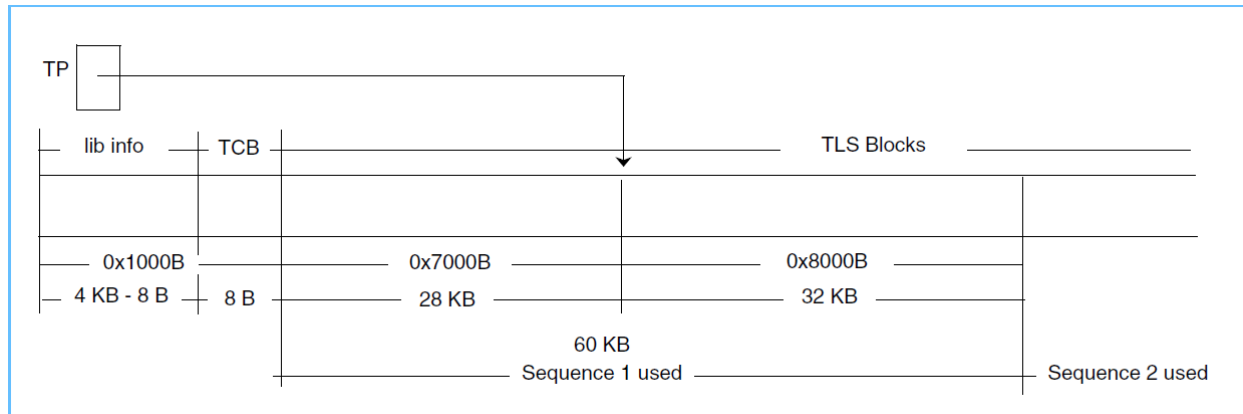 TP
lib info TCB TLS Blocks
0x1000B 0x7000B 0x8000B
4 KB - 8 B 8 B 28 KB 32 KB
60 KB
Sequence 1 used Sequence 2 used